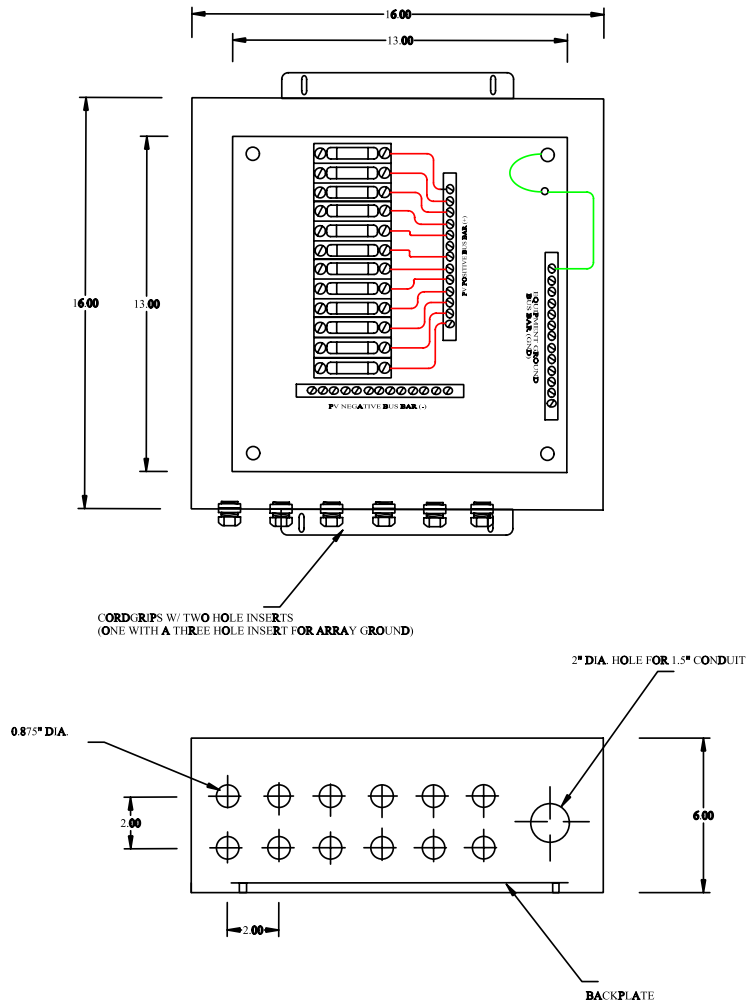 16.00
13.00
16.00
13.00
PV POSITIVE BUS BAR (+)
EQUIPMENT GROUND
BUS BAR (GND)
PV NEGATIVE BUS BAR (-)
CORDGRIPS W/ TWO HOLE INSERTS
(ONE WITH A THREE HOLE INSERT FOR ARRAY GROUND)
2" DIA. HOLE FOR 1.5" CONDUIT
0.875" DIA.
2.00
6.00
2.00
BACKPLATE